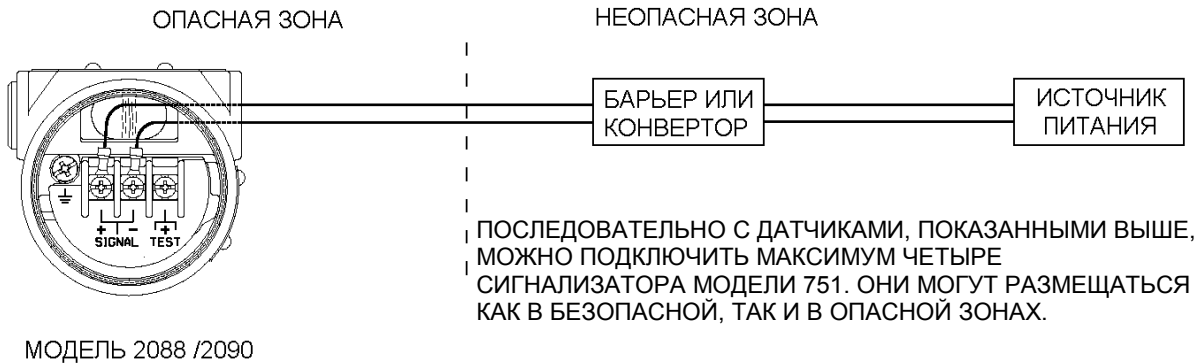 ОПАСНАЯ ЗОНА
НЕОПАСНАЯ ЗОНА
БАРЬЕР ИЛИ
КОНВЕРТОР
ИСТОЧНИК
ПИТАНИЯ
+ - +
SIGNAL TEST
ПОСЛЕДОВАТЕЛЬНО С ДАТЧИКАМИ, ПОКАЗАННЫМИ ВЫШЕ,
МОЖНО ПОДКЛЮЧИТЬ МАКСИМУМ ЧЕТЫРЕ
СИГНАЛИЗАТОРА МОДЕЛИ 751. ОНИ МОГУТ РАЗМЕЩАТЬСЯ
КАК В БЕЗОПАСНОЙ, ТАК И В ОПАСНОЙ ЗОНАХ.
МОДЕЛЬ 2088 /2090